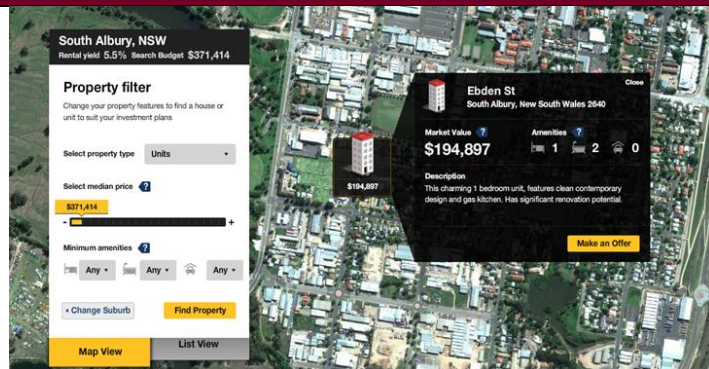 South Albury, NSW
Rental yield 5.5% Search Budget $371,414
Property filter
Change your property features to find a house or
unit to suit your investment plans
Select property type Units
Select median price ?
$371,414
- +
Minimum amenities ?
Any Any Any
Change Suburb Find Property
Map View List View
$194,897
Close
Ebden St
South Albury, New South Wales 2640
Market Value ? Amenities ?
$194,897 1 2 0
Description
This charming 1 bedroom unit, features clean contemporary
design and gas kitchen. Has significant renovation potential.
Make an Offer